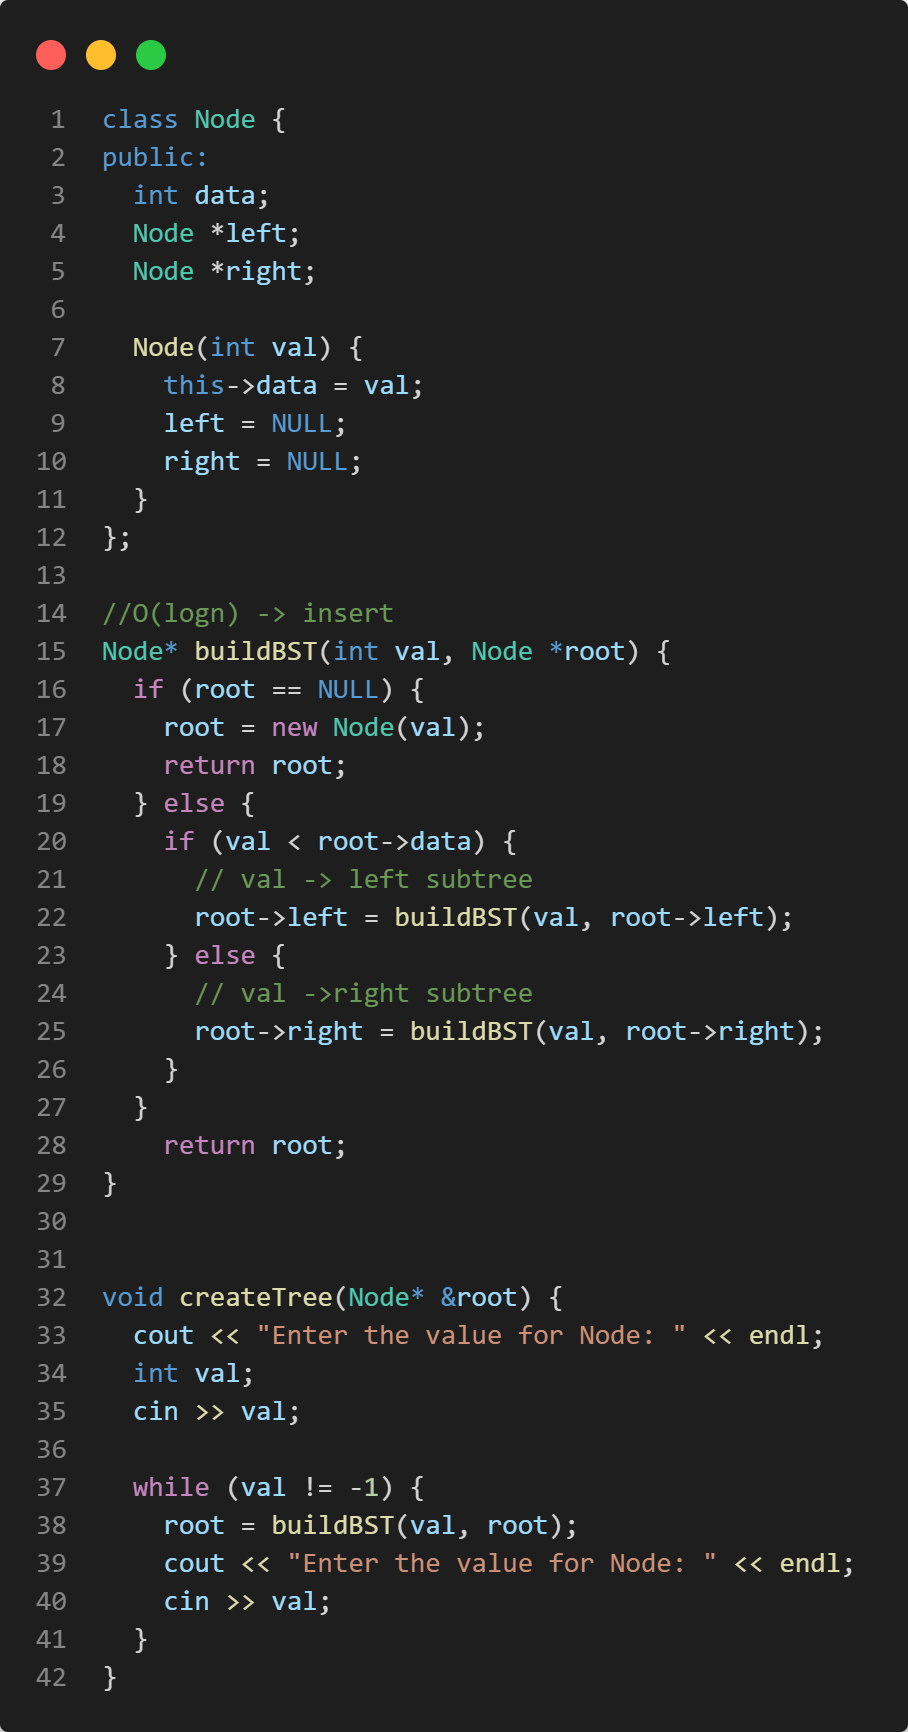 1 class Node {
2 public:
3   int data;
4   Node *left;
5   Node *right;
6
7   Node(int val) {
8     this->data = val;
9     left = NULL;
10     right = NULL;
11   }
12 };
13
14 //O(logn) -> insert
15 Node* buildBST(int val, Node *root) {
16   if (root == NULL) {
17     root = new Node(val);
18     return root;
19   } else {
20     if (val < root->data) {
21       // val -> left subtree
22       root->left = buildBST(val, root->left);
23     } else {
24       // val ->right subtree
25       root->right = buildBST(val, root->right);
26     }
27   }
28     return root;
29 }
30
31
32 void createTree(Node* &root) {
33   cout << "Enter the value for Node: " << endl;
34   int val;
35   cin >> val;
36
37   while (val != -1) {
38     root = buildBST(val, root);
39     cout << "Enter the value for Node: " << endl;
40     cin >> val;
41   }
42 }